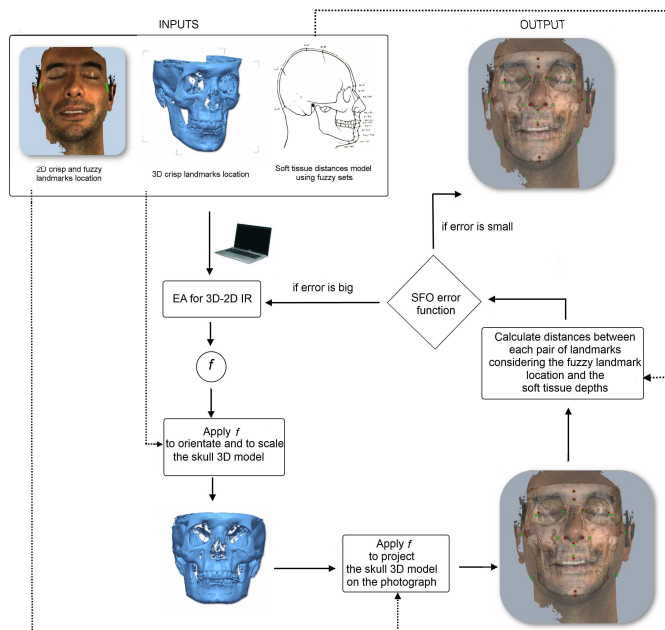 INPUTS
OUTPUT
2D crisp and fuzzy
landmarks location
3D crisp landmarks location
Soft tissue distances model
using fuzzy sets
if error is small
if error is big
EA for 3D-2D IR
SFO error
function
f
Calculate distances between
each pair of landmarks
considering the fuzzy landmark
location and the
soft tissue depths
Apply f
to orientate and to scale
the skull 3D model
Apply f
to project
the skull 3D model
on the photograph